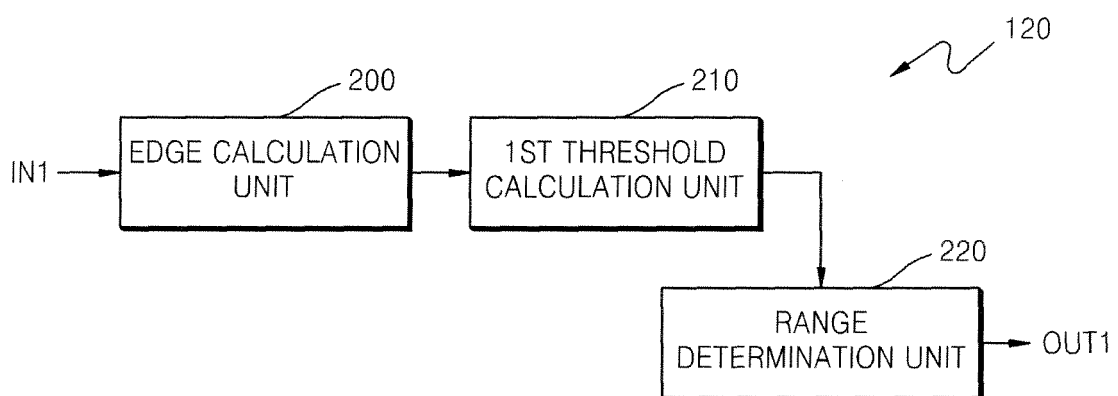 120
200
210
IN1
EDGE CALCULATION
UNIT
1ST THRESHOLD
CALCULATION UNIT
220
RANGE
DETERMINATION UNIT
OUT1